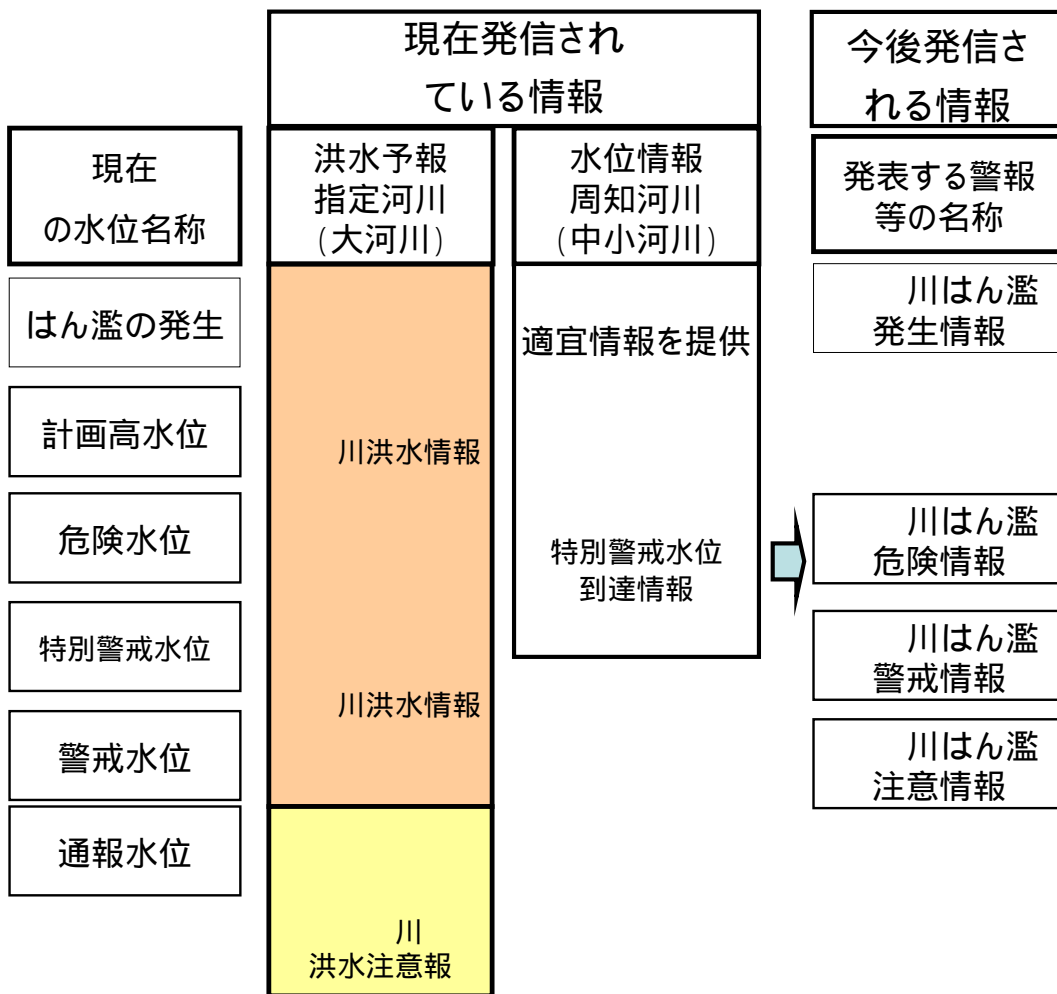 現在発信され
ている情報
今後発信さ
れる情報
現在
の水位名称
洪水予報
指定河川
(大河川)
水位情報
周知河川
(中小河川)
発表する警報
等の名称
はん濫の発生
適宜情報を提供
川はん濫
発生情報
計画高水位
川洪水情報
危険水位
特別警戒水位
到達情報
川はん濫
危険情報
特別警戒水位
川洪水情報
川はん濫
警戒情報
警戒水位
川はん濫
注意情報
通報水位
川
洪水注意報